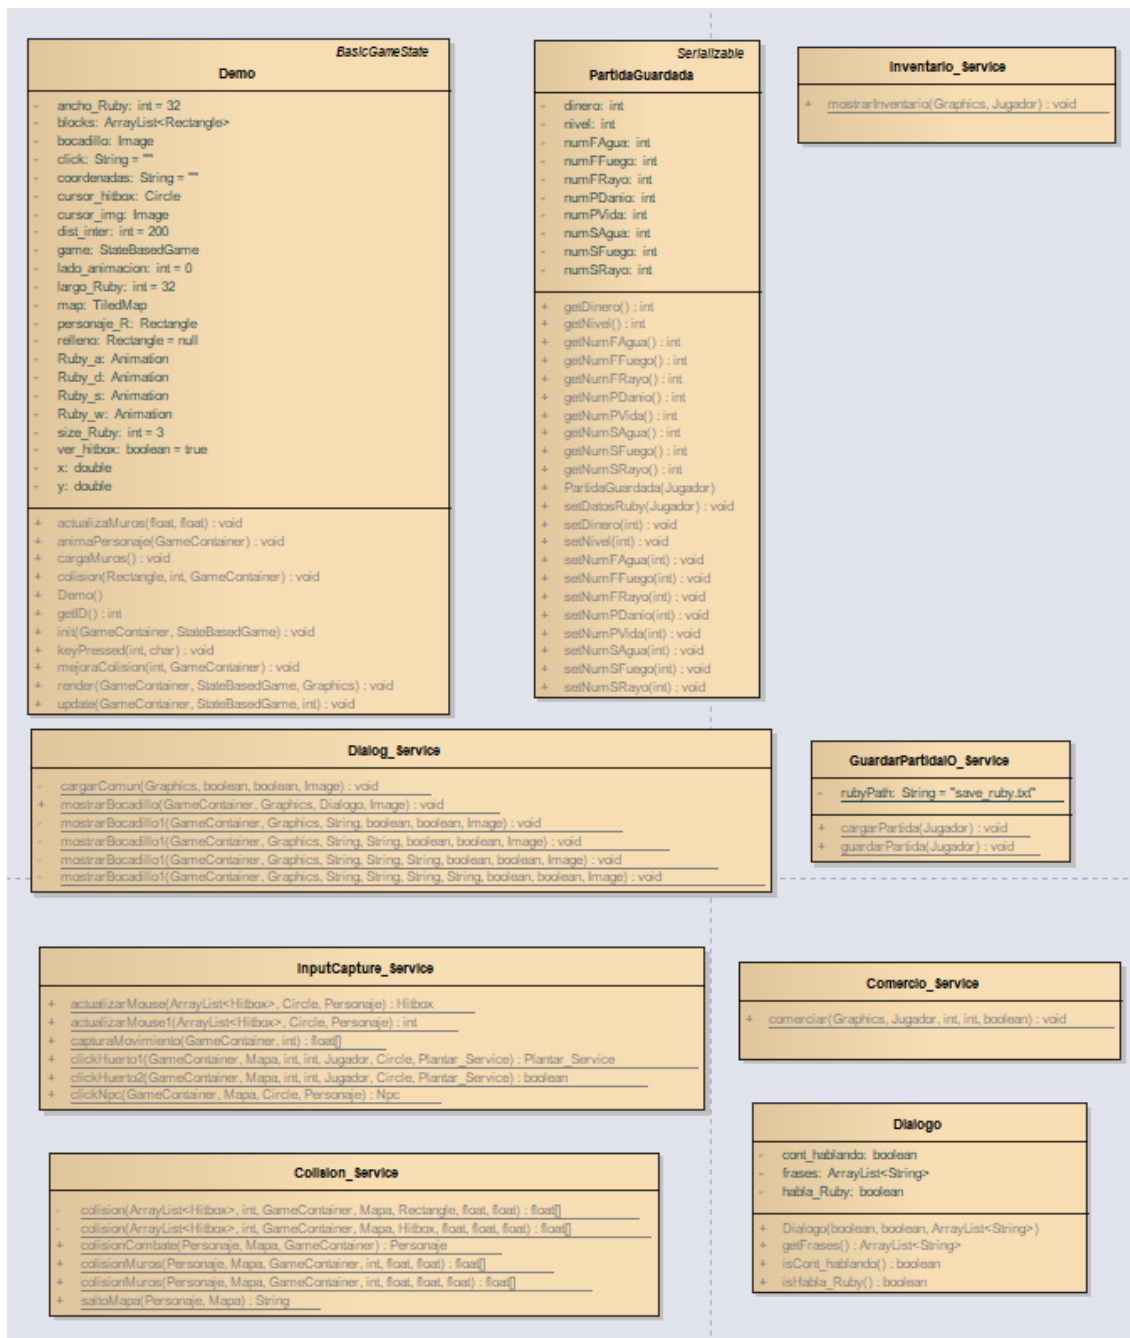 BasicGameState
Demo
- ancho_Ruby: int = 32
- blocks: ArrayList<Rectangle>
- bocadillo: Image
- click: String = ""
- coordenadas: String = ""
- cursor_hitbox: Circle
- cursor_img: Image
- dist_inter: int = 200
- game: StateBasedGame
- lado_animacion: int = 0
- largo_Ruby: int = 32
- map: TiledMap
- personaje_R: Rectangle
- relleno: Rectangle = null
- Ruby_a: Animation
- Ruby_d: Animation
- Ruby_s: Animation
- Ruby_w: Animation
- size_Ruby: int = 3
- ver_hitbox: boolean = true
- x: double
- y: double
+ actualizaMuros(float, float) : void
+ animaPersonaje(GameContainer) : void
+ cargaMuros() : void
+ colision(Rectangle, int, GameContainer) : void
+ Demo()
+ getID() : int
+ init(GameContainer, StateBasedGame) : void
+ keyPressed(int, char) : void
+ mejoraColision(int, GameContainer) : void
+ render(GameContainer, StateBasedGame, Graphics) : void
+ update(GameContainer, StateBasedGame, int) : void
Serializable
PartidaGuardada
- dinero: int
- nivel: int
- numFAgua: int
- numFFuego: int
- numFRayo: int
- numPDanio: int
- numPVida: int
- numSAgua: int
- numSFuego: int
- numSRayo: int
+ getDinero() : int
+ getNivel() : int
+ getNumFAgua() : int
+ getNumFFuego() : int
+ getNumFRayo() : int
+ getNumPDanio() : int
+ getNumPVida() : int
+ getNumSAgua() : int
+ getNumSFuego() : int
+ getNumSRayo() : int
+ PartidaGuardada(Jugador)
+ setDatosRuby(Jugador) : void
+ setDinero(int) : void
+ setNivel(int) : void
+ setNumFAgua(int) : void
+ setNumFFuego(int) : void
+ setNumFRayo(int) : void
+ setNumPDanio(int) : void
+ setNumPVida(int) : void
+ setNumSAgua(int) : void
+ setNumSFuego(int) : void
+ setNumSRayo(int) : void
Inventario_Service
+ mostrarInventario(Graphics, Jugador) : void
Dialog_Service
- cargarComun(Graphics, boolean, boolean, Image) : void
+ mostrarBocadillo(GameContainer, Graphics, Dialogo, Image) : void
- mostrarBocadillo1(GameContainer, Graphics, String, boolean, boolean, Image) : void
- mostrarBocadillo1(GameContainer, Graphics, String, String, boolean, boolean, Image) : void
- mostrarBocadillo1(GameContainer, Graphics, String, String, String, boolean, boolean, Image) : void
- mostrarBocadillo1(GameContainer, Graphics, String, String, String, String, boolean, boolean, Image) : void
GuardarPartidaIO_Service
- rubyPath: String = "save_ruby.txt"
+ cargarPartida(Jugador) : void
+ guardarPartida(Jugador) : void
InputCapture_Service
+ actualizarMouse(ArrayList<Hitbox>, Circle, Personaje) : Hitbox
+ actualizarMouse1(ArrayList<Hitbox>, Circle, Personaje) : int
+ capturaMovimiento(GameContainer, int) : float[]
+ clickHuerto1(GameContainer, Mapa, int, int, Jugador, Circle, Plantar_Service) : Plantar_Service
+ clickHuerto2(GameContainer, Mapa, int, int, Jugador, Circle, Plantar_Service) : boolean
+ clickNpc(GameContainer, Mapa, Circle, Personaje) : Npc
Comercio_Service
+ comerciar(Graphics, Jugador, int, int, boolean) : void
Colision_Service
- colision(ArrayList<Hitbox>, int, GameContainer, Mapa, Rectangle, float, float) : float[]
- colision(ArrayList<Hitbox>, int, GameContainer, Mapa, Hitbox, float, float, float) : float[]
+ colisionCombate(Personaje, Mapa, GameContainer) : Personaje
+ colisionMuros(Personaje, Mapa, GameContainer, int, float, float) : float[]
+ colisionMuros(Personaje, Mapa, GameContainer, int, float, float, float) : float[]
+ saltoMapa(Personaje, Mapa) : String
Dialogo
- cont_hablando: boolean
- frases: ArrayList<String>
- habla_Ruby: boolean
+ Dialogo(boolean, boolean, ArrayList<String>)
+ getFrases() : ArrayList<String>
+ isCont_hablando() : boolean
+ isHabla_Ruby() : boolean